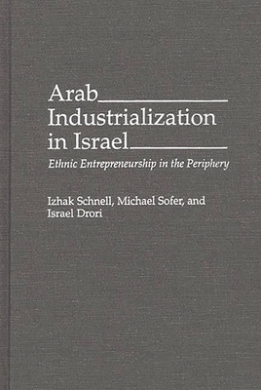 Arab
Industrialization
in Israel
Ethnic Entrepreneurship in the Periphery
Izhak Schnell, Michael Sofer, and
Israel Drori